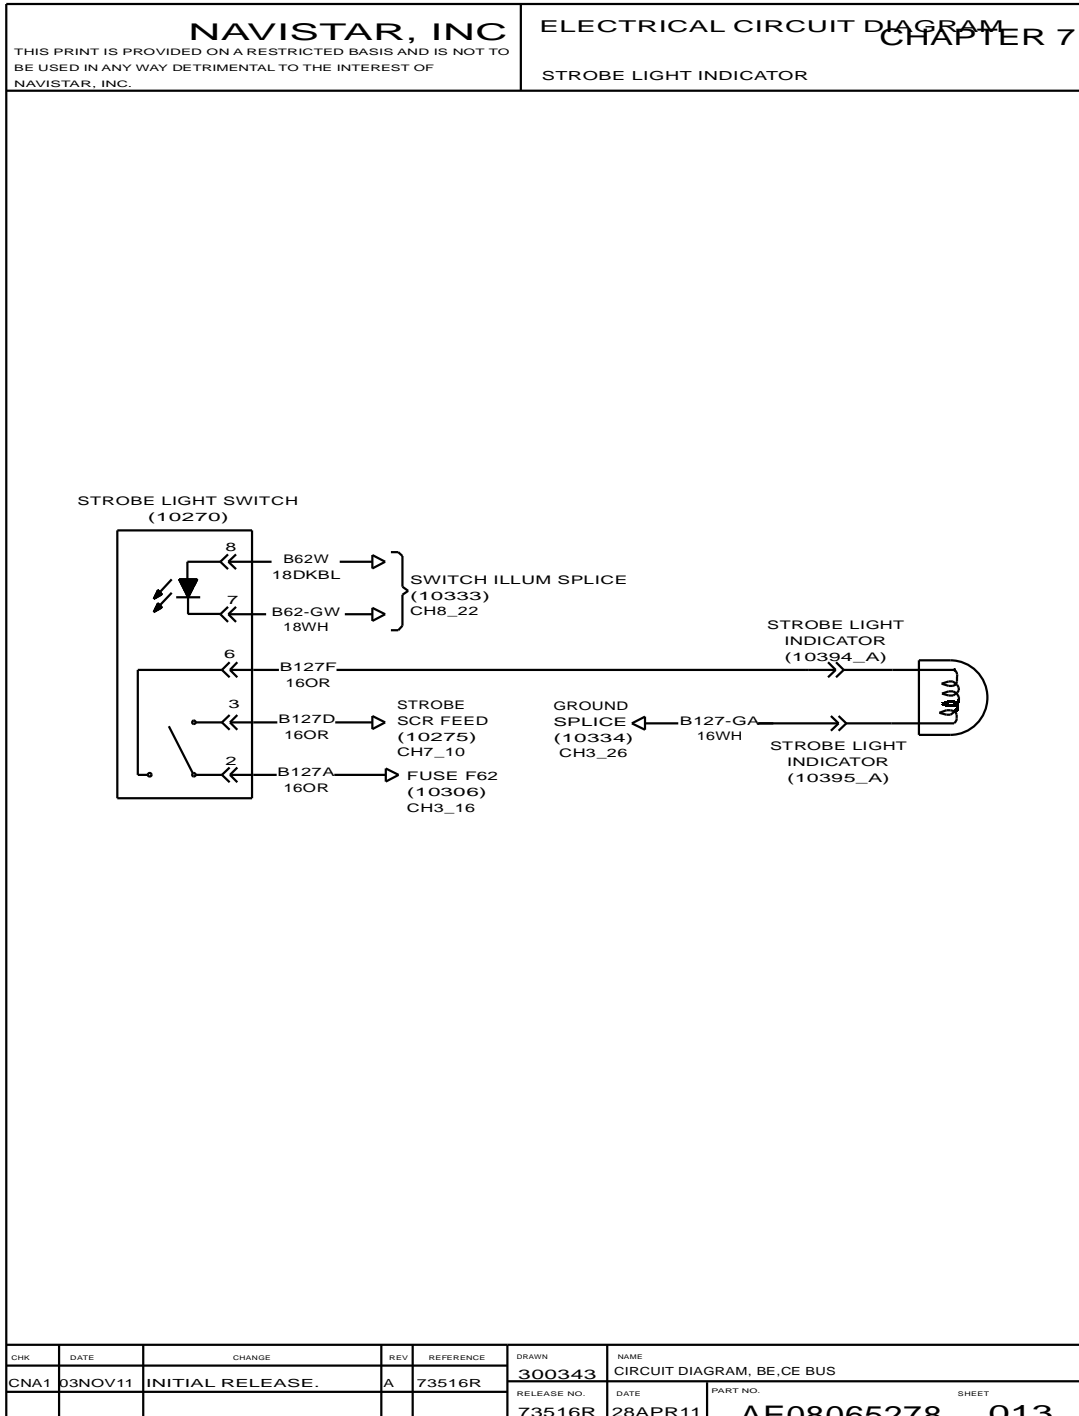 NAVISTAR, INC
THIS PRINT IS PROVIDED ON A RESTRICTED BASIS AND IS NOT TO
BE USED IN ANY WAY DETRIMENTAL TO THE INTEREST OF
NAVISTAR, INC.
ELECTRICAL CIRCUIT DIAGRAM
CHAPTER 7
STROBE LIGHT INDICATOR
STROBE LIGHT SWITCH
(10270)
8
B62W
18DKBL
7
B62-GW
18WH
SWITCH ILLUM SPLICE
(10333)
CH8_22
6
B127F
16OR
STROBE LIGHT
INDICATOR
(10394_A)
3
B127D
16OR
STROBE
SCR FEED
(10275)
CH7_10
GROUND
SPLICE
(10334)
CH3_26
B127-GA
16WH
STROBE LIGHT
INDICATOR
(10395_A)
2
B127A
16OR
FUSE F62
(10306)
CH3_16
CHK DATE CHANGE REV REFERENCE
CNA1 03NOV11 INITIAL RELEASE. A 73516R
DRAWN
300343
NAME
CIRCUIT DIAGRAM, BE,CE BUS
RELEASE NO.
73516R
DATE
28APR11
PART NO.
AE08065278
SHEET
013